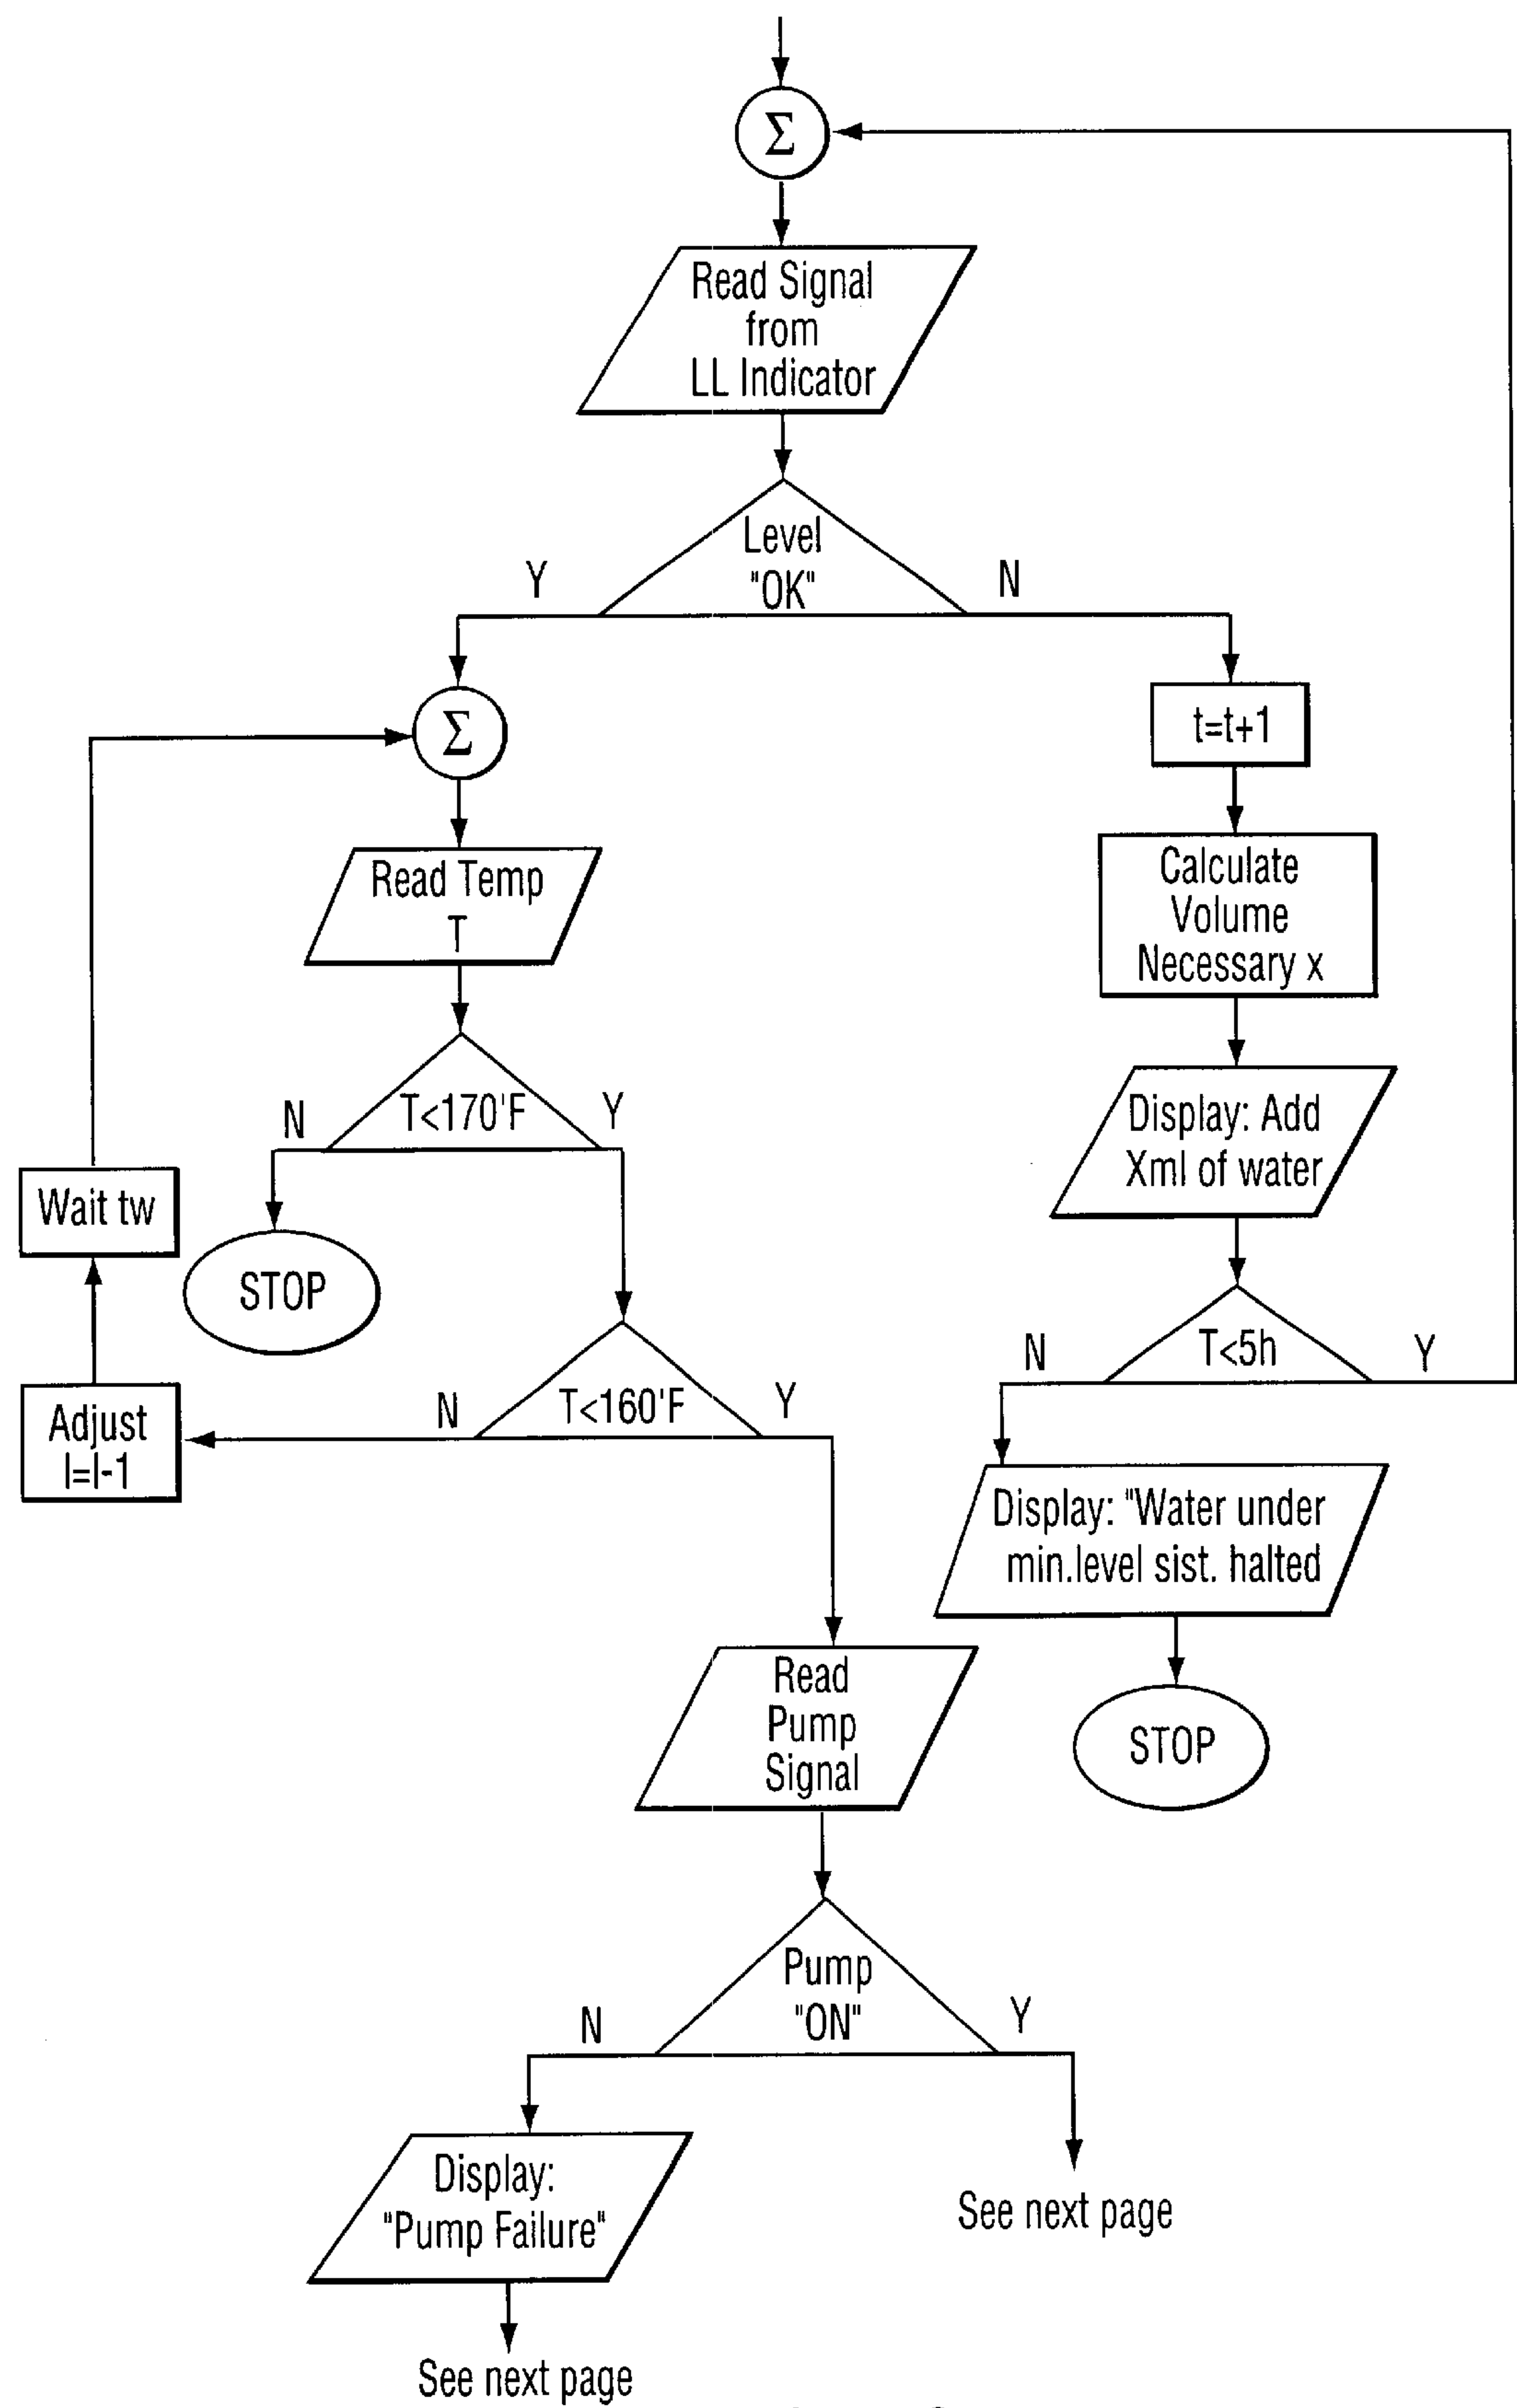 Σ
Read Signal
from
LL Indicator
Level
"OK"
Y
N
Σ
t=t+1
Read Temp
T
Calculate
Volume
Necessary x
T<170'F
N
Y
Display: Add
Xml of water
Wait tw
STOP
T<5h
N
Y
Adjust
I=I-1
T<160'F
N
Y
Display: "Water under
min.level sist. halted
STOP
Read
Pump
Signal
Pump
"ON"
N
Y
Display:
"Pump Failure"
See next page
See next page